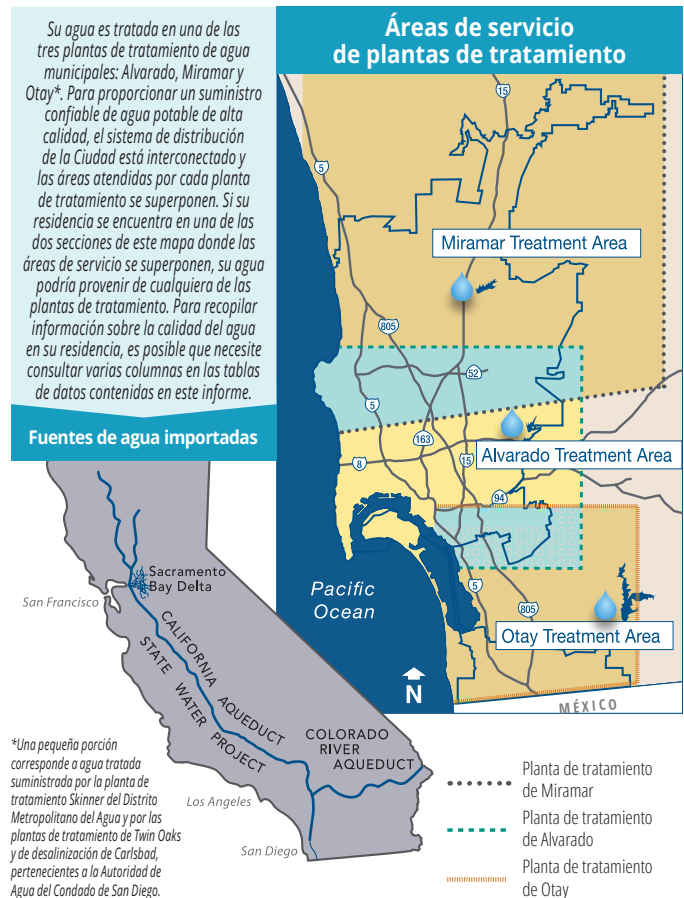 Su agua es tratada en una de las
tres plantas de tratamiento de agua
municipales: Alvarado, Miramar y
Otay*. Para proporcionar un suministro
confiable de agua potable de alta
calidad, el sistema de distribución
de la Ciudad está interconectado y
las áreas atendidas por cada planta
de tratamiento se superponen. Si su
residencia se encuentra en una de las
dos secciones de este mapa donde las
áreas de servicio se superponen, su agua
podría provenir de cualquiera de las
plantas de tratamiento. Para recopilar
información sobre la calidad del agua
en su residencia, es posible que necesite
consultar varias columnas en las tablas
de datos contenidas en este informe.
Áreas de servicio
de plantas de tratamiento
15
5
Miramar Treatment Area
805
52
5
163
15
8
Alvarado Treatment Area
94
Pacific
Ocean
5
805
Otay Treatment Area
N
MÉXICO
Fuentes de agua importadas
Sacramento
Bay Delta
San Francisco
CALIFORNIA AQUEDUCT
STATE WATER PROJECT
COLORADO
RIVER
AQUEDUCT
Los Angeles
San Diego
*Una pequeña porción
corresponde a agua tratada
suministrada por la planta de
tratamiento Skinner del Distrito
Metropolitano del Agua y por las
plantas de tratamiento de Twin Oaks
y de desalinización de Carlsbad,
pertenecientes a la Autoridad de
Agua del Condado de San Diego.
Planta de tratamiento
de Miramar
Planta de tratamiento
de Alvarado
Planta de tratamiento
de Otay